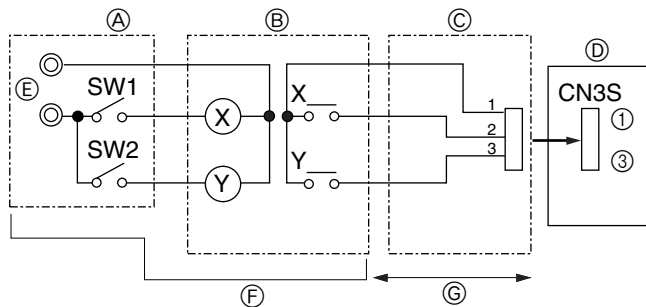 Ⓐ Ⓑ Ⓒ Ⓓ
Ⓔ SW1 X X 1 2 3 CN3S ① ③
SW2 Y Y
Ⓕ Ⓖ